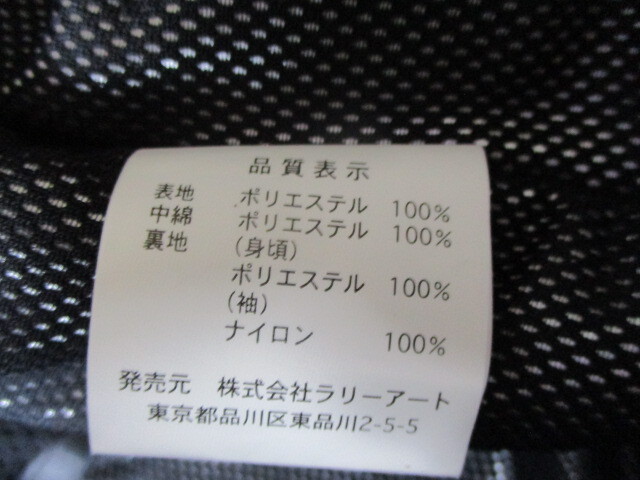 品質表示
表地 ポリエステル 100%
中綿 ポリエステル 100%
裏地 (身頃)
ポリエステル 100%
(袖)
ナイロン 100%
発売元 株式会社ラリーアート
東京都品川区東品川2-5-5